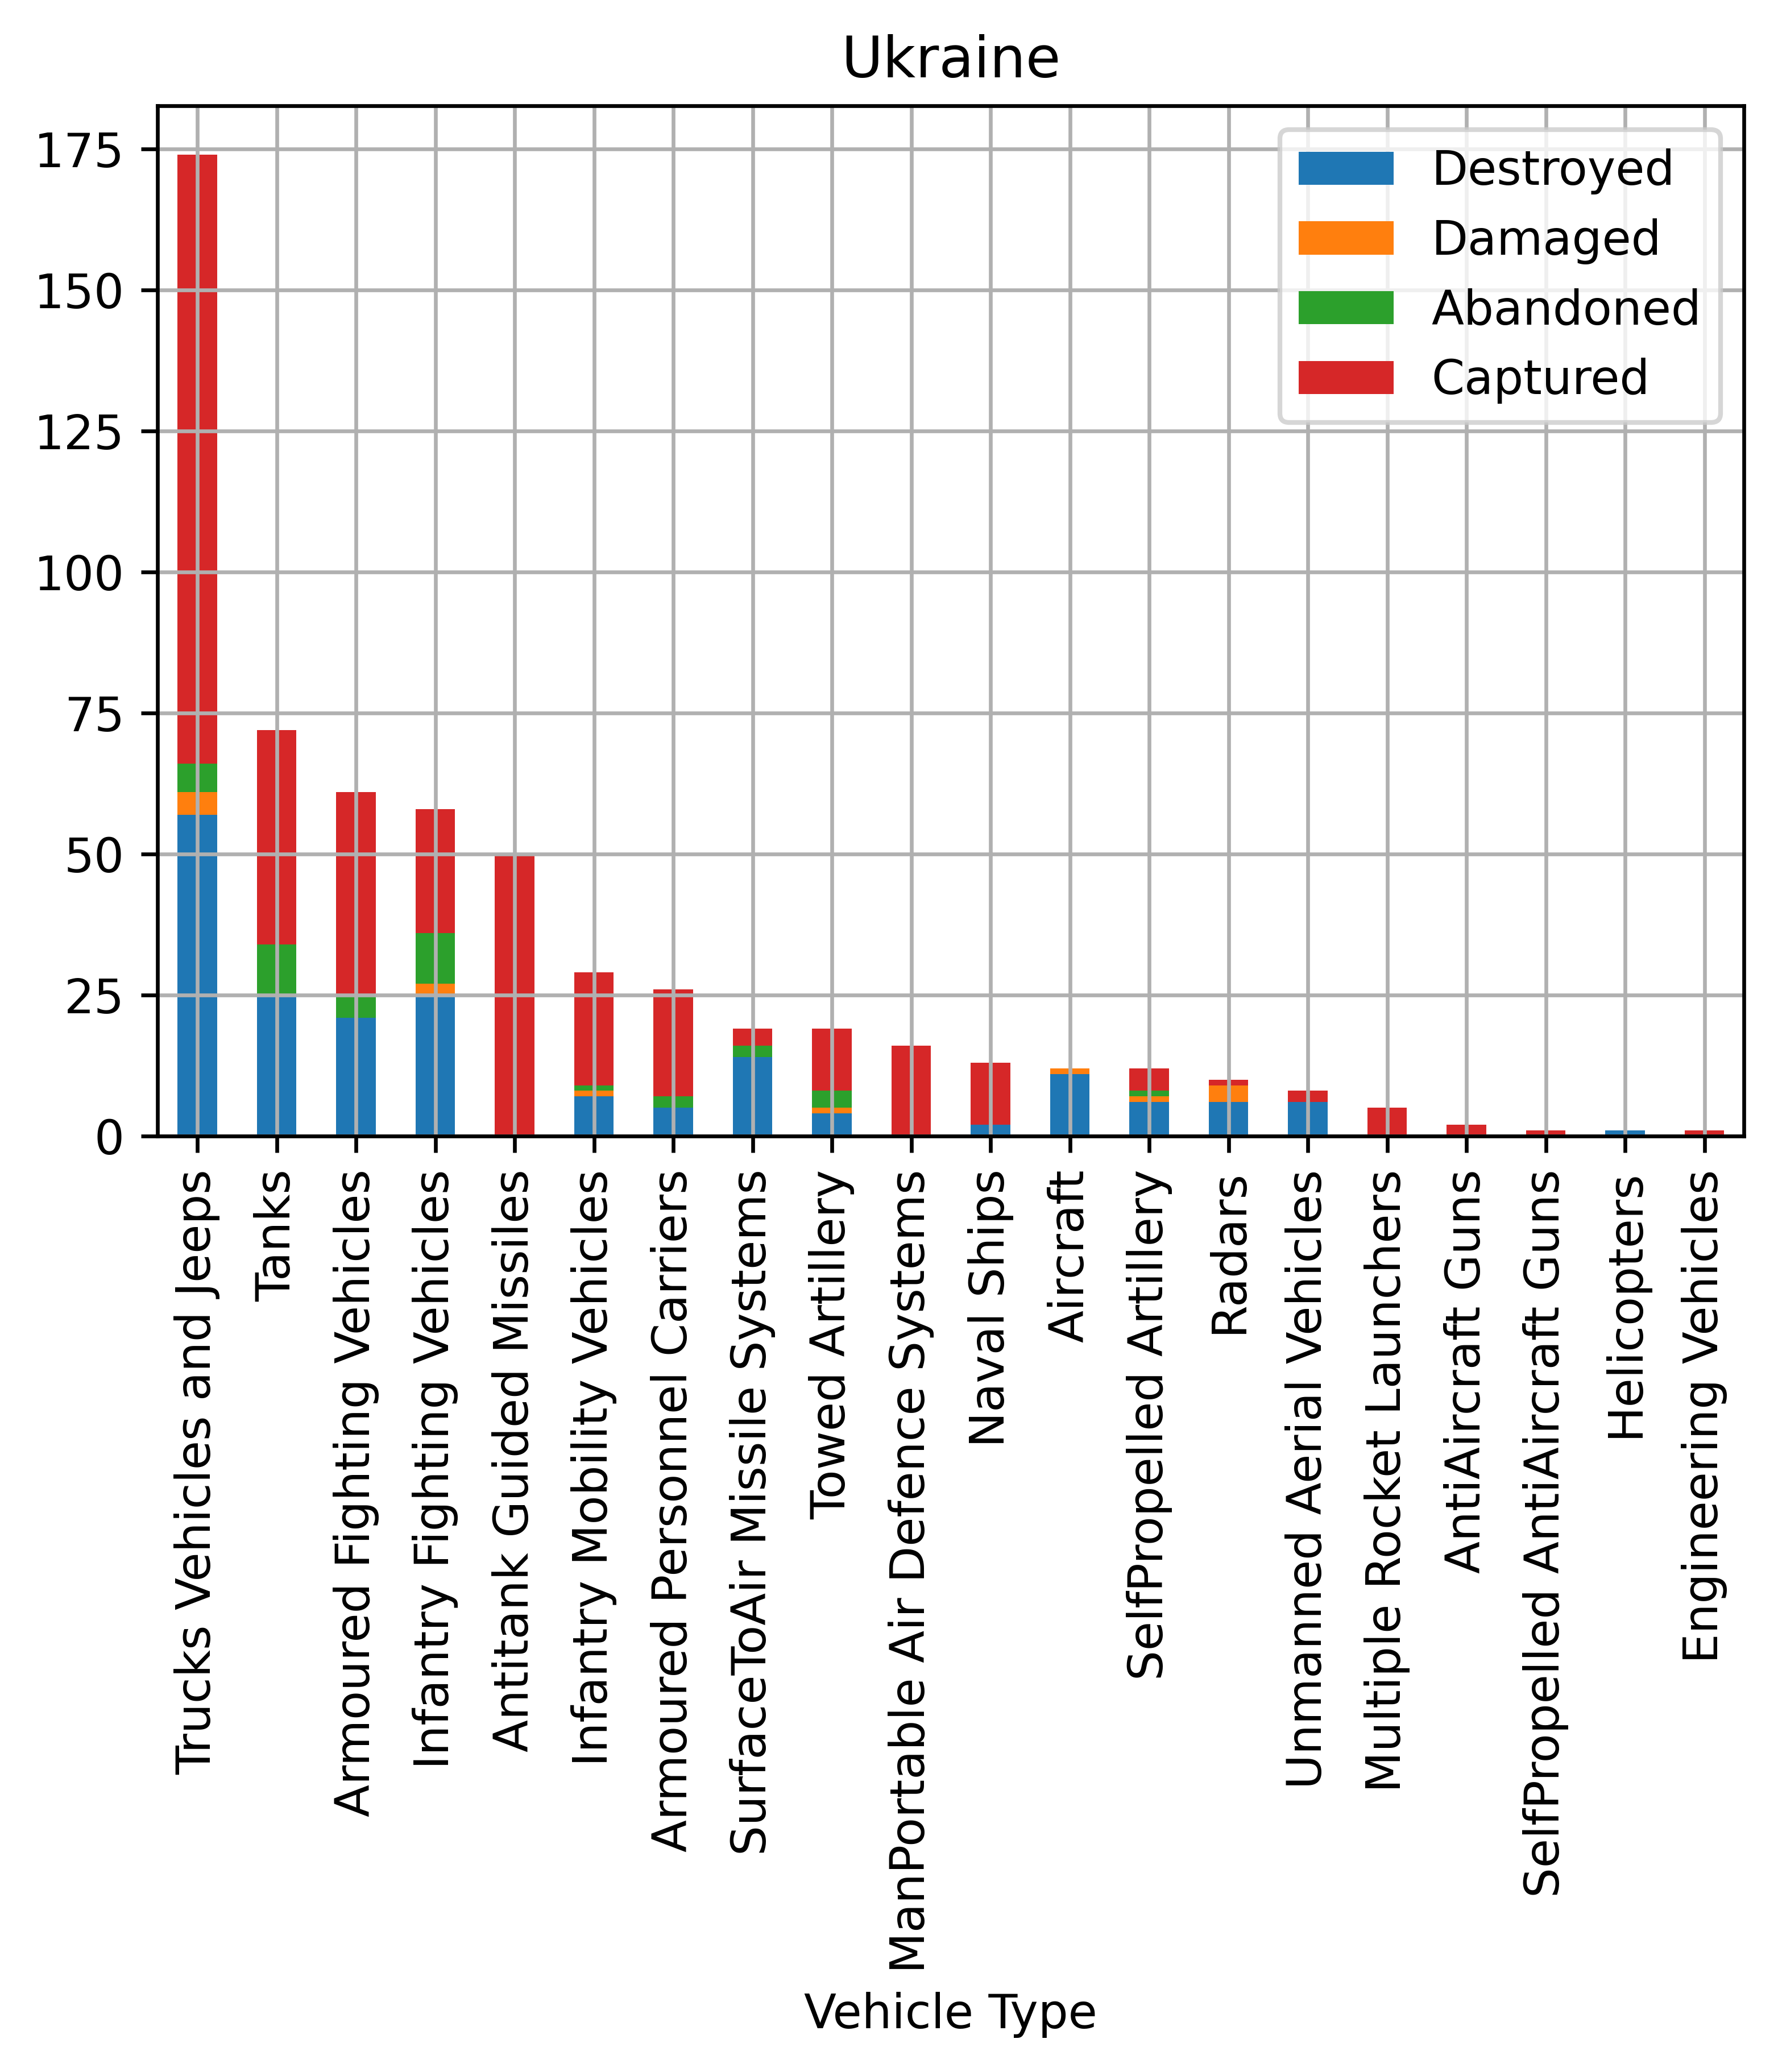 Ukraine
175
150
125
100
75
50
25
0
Destroyed
Damaged
Abandoned
Captured
Trucks Vehicles and Jeeps
Tanks
Armoured Fighting Vehicles
Infantry Fighting Vehicles
Antitank Guided Missiles
Infantry Mobility Vehicles
Armoured Personnel Carriers
SurfaceToAir Missile Systems
Towed Artillery
ManPortable Air Defence Systems
Naval Ships
Aircraft
SelfPropelled Artillery
Radars
Unmanned Aerial Vehicles
Multiple Rocket Launchers
AntiAircraft Guns
SelfPropelled AntiAircraft Guns
Helicopters
Engineering Vehicles
Vehicle Type